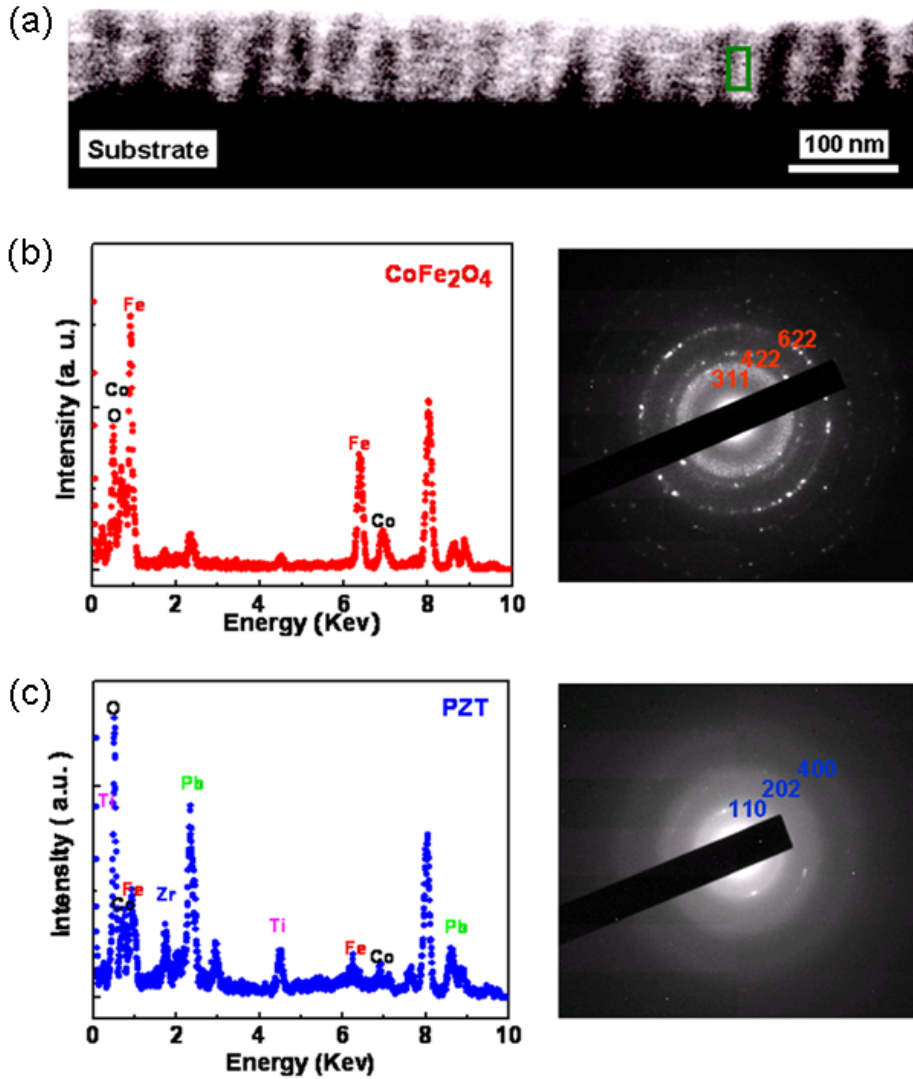 (a)
Substrate
100 nm
(b)
CoFe2O4
Fe
Co
O
Fe
Co
Intensity (a. u.)
0 2 4 6 8 10
Energy (Kev)
622
422
311
(c)
PZT
O
Ti
Pb
Fe
Co
Zr
Ti
Fe
Co
Pb
Intensity ( a.u. )
0 2 4 6 8 10
Energy (Kev)
400
202
110